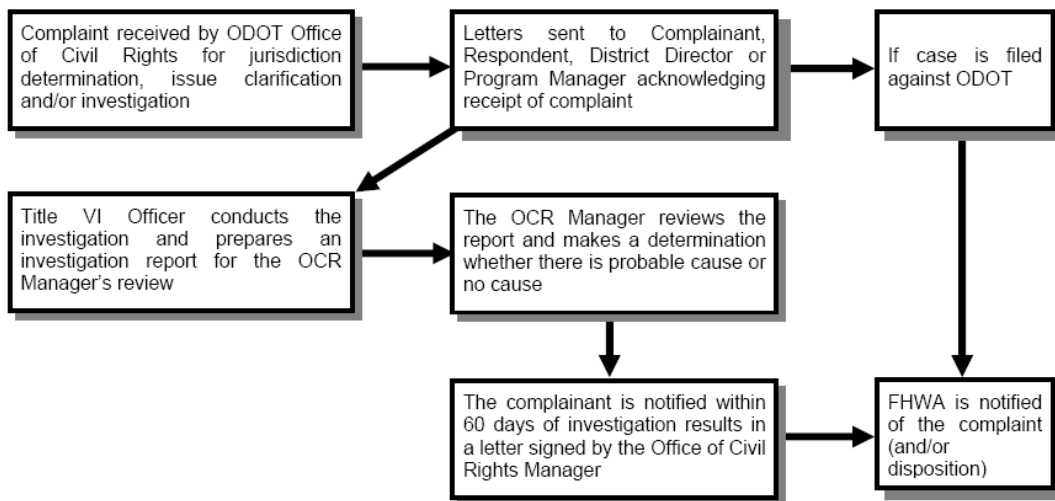 Complaint received by ODOT Office
of Civil Rights for jurisdiction
determination, issue clarification
and/or investigation
Letters sent to Complainant,
Respondent, District Director or
Program Manager acknowledging
receipt of complaint
If case is filed
against ODOT
Title VI Officer conducts the
investigation and prepares an
investigation report for the OCR
Manager's review
The OCR Manager reviews the
report and makes a determination
whether there is probable cause or
no cause
The complainant is notified within
60 days of investigation results in
a letter signed by the Office of Civil
Rights Manager
FHWA is notified
of the complaint
(and/or
disposition)